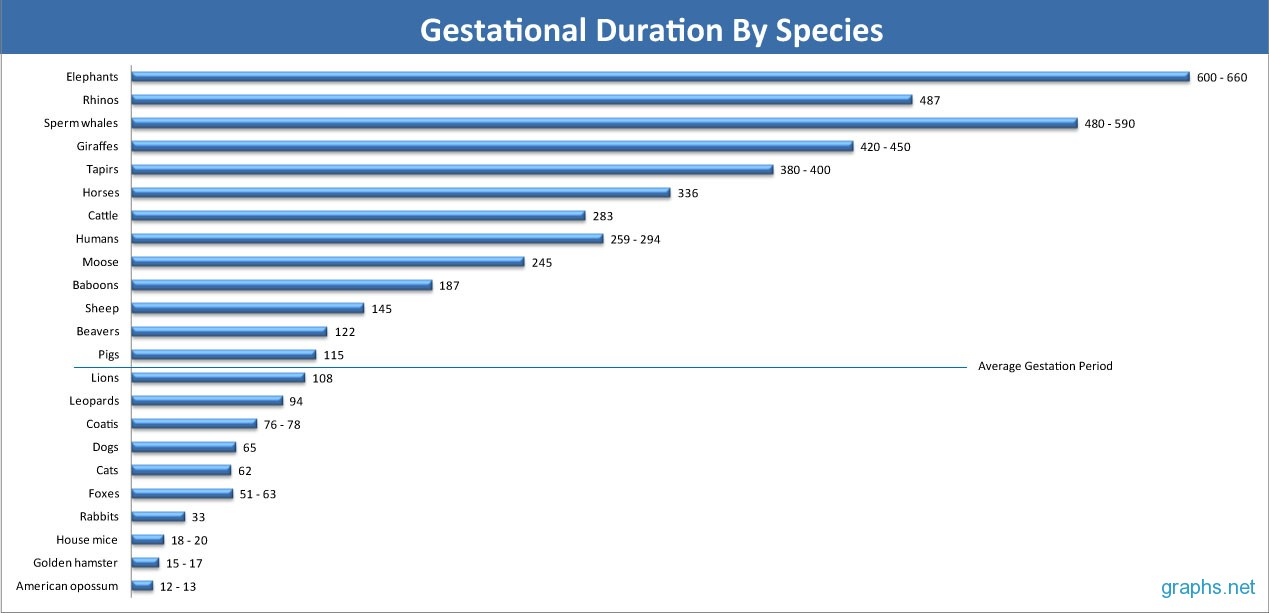 Gestational Duration By Species
Elephants 600 - 660
Rhinos 487
Sperm whales 480 - 590
Giraffes 420 - 450
Tapirs 380 - 400
Horses 336
Cattle 283
Humans 259 - 294
Moose 245
Baboons 187
Sheep 145
Beavers 122
Pigs 115
Average Gestation Period
Lions 108
Leopards 94
Coatis 76 - 78
Dogs 65
Cats 62
Foxes 51 - 63
Rabbits 33
House mice 18 - 20
Golden hamster 15 - 17
American opossum 12 - 13
graphs.net